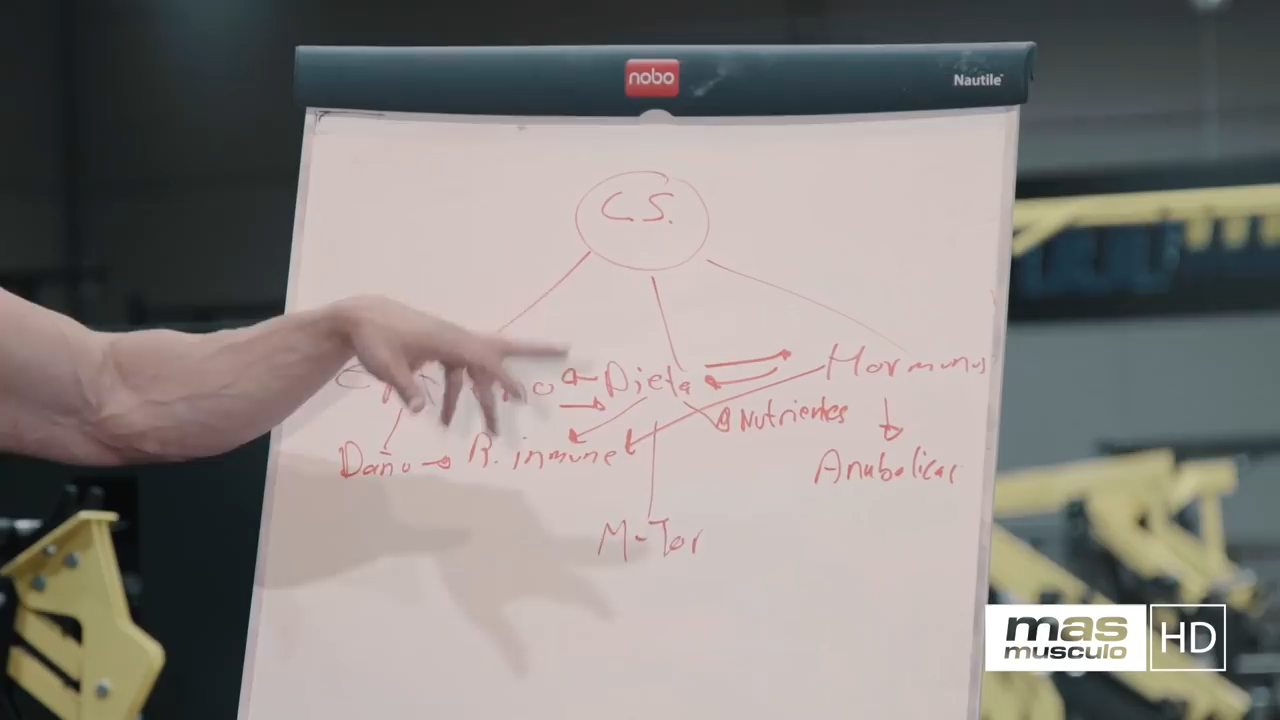 nobo
Nautile
C.S.
Dieta
Hormonas
Nutrientes
Daño → R. inmune
Anabolicas
M-Tor
mas
musculo
HD